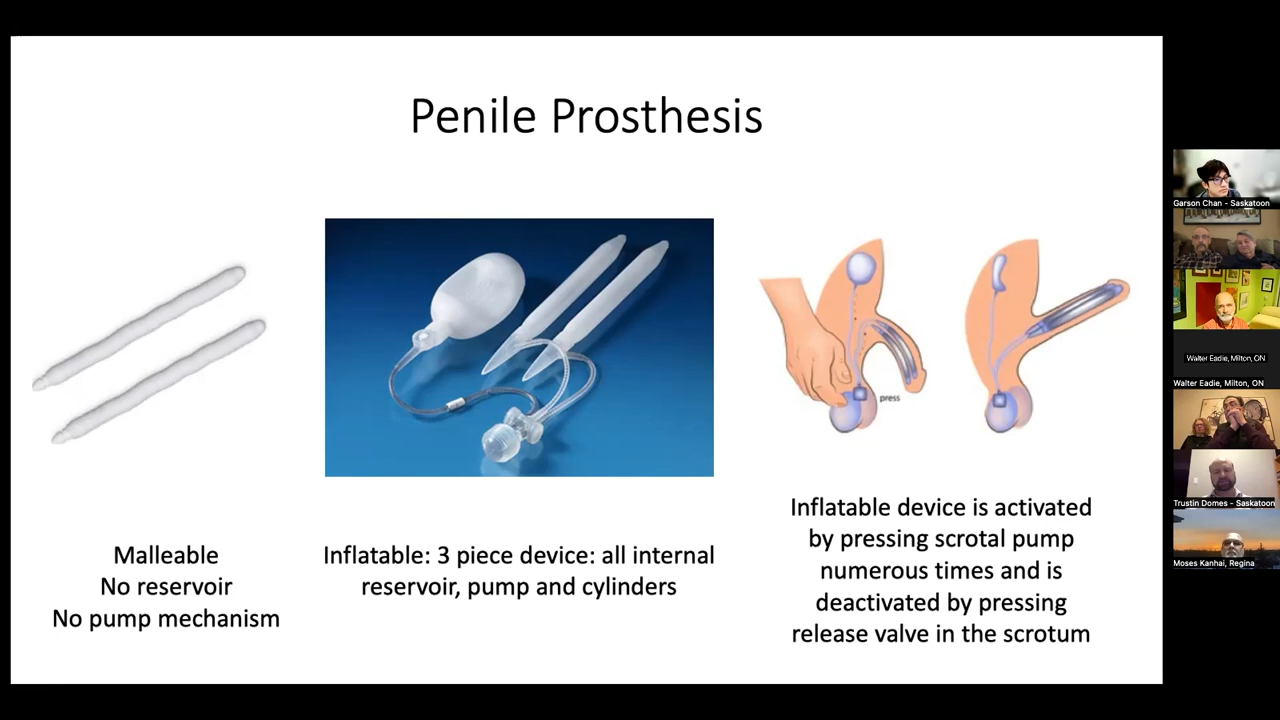 Penile Prosthesis
Malleable
No reservoir
No pump mechanism
Inflatable: 3 piece device: all internal
reservoir, pump and cylinders
press
Inflatable device is activated
by pressing scrotal pump
numerous times and is
deactivated by pressing
release valve in the scrotum
Garson Chan - Saskatoon
Walter Eadie, Milton, ON
Walter Eadie, Milton, ON
Trustin Domes - Saskatoon
Moses Kanhai, Regina